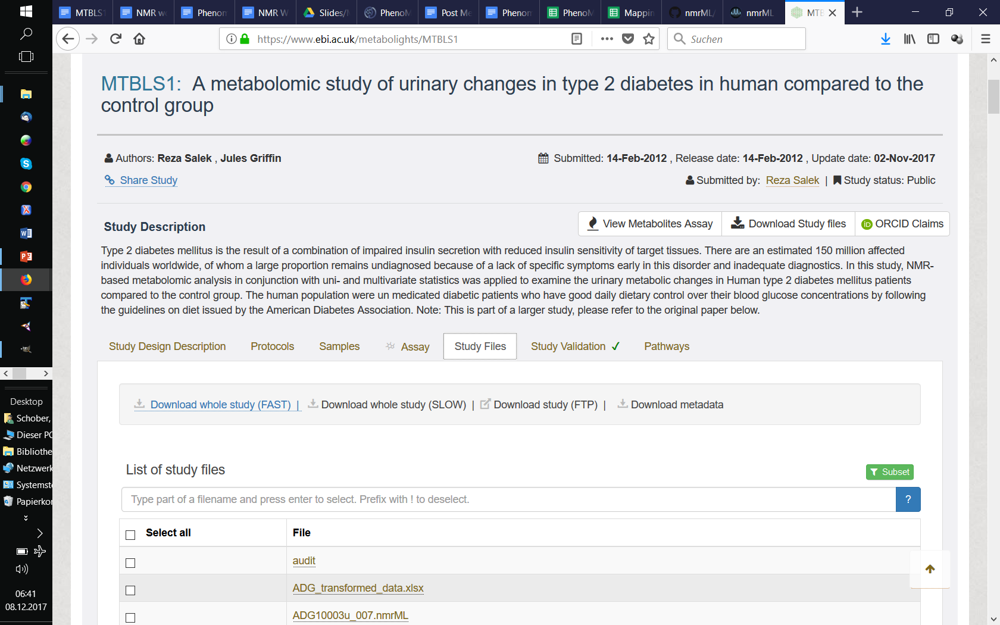 MTBLS1
NMR w
Phenom
NMR W
Slides/
PhenoM
Post Me
Phenom
PhenoM
Mappin
nmrML/
nmrML
MTB
https://www.ebi.ac.uk/metabolights/MTBLS1
Suchen
MTBLS1: A metabolomic study of urinary changes in type 2 diabetes in human compared to the
control group
Authors: Reza Salek , Jules Griffin
Submitted: 14-Feb-2012 , Release date: 14-Feb-2012 , Update date: 02-Nov-2017
Share Study
Submitted by: Reza Salek | Study status: Public
Study Description
View Metabolites Assay
Download Study files
iD ORCID Claims
Type 2 diabetes mellitus is the result of a combination of impaired insulin secretion with reduced insulin sensitivity of target tissues. There are an estimated 150 million affected
individuals worldwide, of whom a large proportion remains undiagnosed because of a lack of specific symptoms early in this disorder and inadequate diagnostics. In this study, NMR-
based metabolomic analysis in conjunction with uni- and multivariate statistics was applied to examine the urinary metabolic changes in Human type 2 diabetes mellitus patients
compared to the control group. The human population were un medicated diabetic patients who have good daily dietary control over their blood glucose concentrations by following
the guidelines on diet issued by the American Diabetes Association. Note: This is part of a larger study, please refer to the original paper below.
Study Design Description
Protocols
Samples
Assay
Study Files
Study Validation ✓
Pathways
Download whole study (FAST) | Download whole study (SLOW) | Download study (FTP) | Download metadata
List of study files
Subset
Type part of a filename and press enter to select. Prefix with ! to deselect.
?
Select all
File
audit
ADG_transformed_data.xlsx
ADG10003u_007.nmrML
Desktop
Schober,
Dieser PC
Bibliothe
Netzwerk
Systemste
Papierkor
06:41
08.12.2017